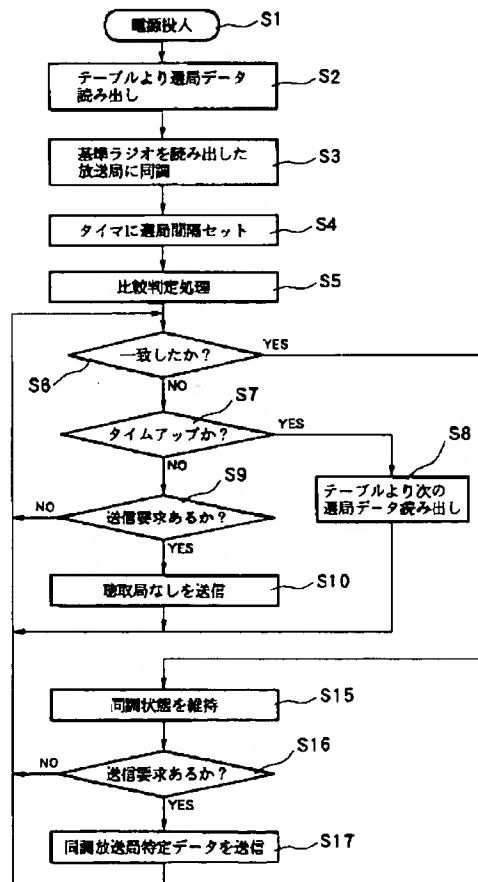 電源投入
S1
テーブルより選局データ
読み出し
S2
基準ラジオを読み出した
放送局に同調
S3
タイマに選局間隔セット
S4
比較判定処理
S5
一致したか?
YES
S6
NO
S7
タイムアップか?
YES
S8
NO
テーブルより次の
選局データ読み出し
S9
NO
送信要求あるか?
YES
聴取局なしを送信
S10
同調状態を維持
S15
S16
NO
送信要求あるか?
YES
同調放送局特定データを送信
S17